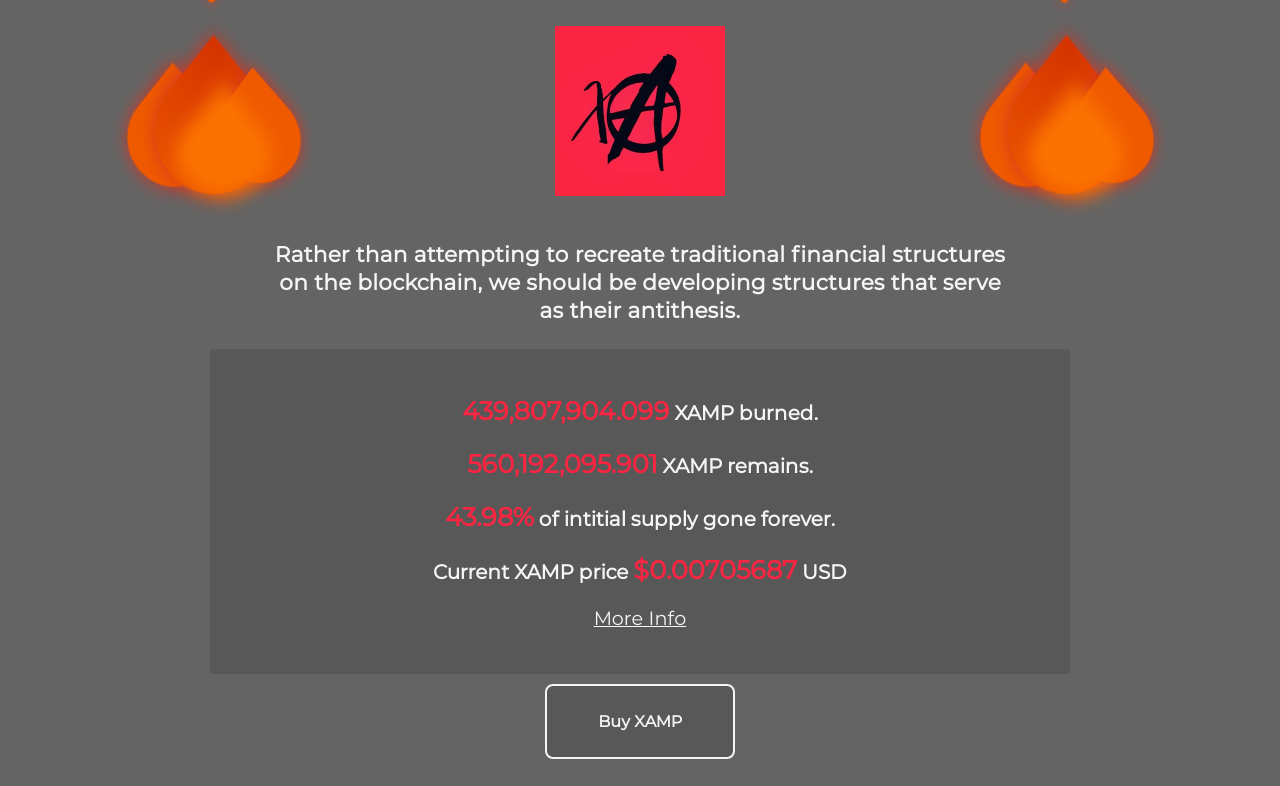 XA
Rather than attempting to recreate traditional financial structures
on the blockchain, we should be developing structures that serve
as their antithesis.
439,807,904.099 XAMP burned.
560,192,095.901 XAMP remains.
43.98% of intitial supply gone forever.
Current XAMP price $0.00705687 USD
More Info
Buy XAMP